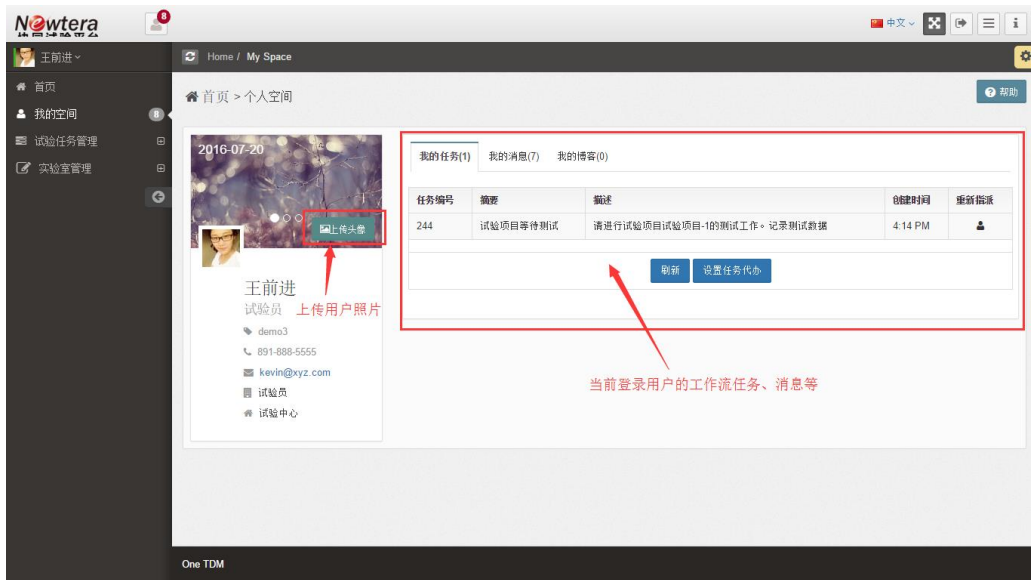 Newtera
协同试验平台
8
中文
王前进
Home / My Space
首页
我的空间
8
试验任务管理
实验室管理
首页 > 个人空间
帮助
2016-07-20
上传头像
王前进
试验员
上传用户照片
demo3
891-888-5555
kevin@xyz.com
试验员
试验中心
我的任务(1) 我的消息(7) 我的博客(0)
任务编号 摘要 描述 创建时间 重新指派
244 试验项目等待测试 请进行试验项目试验项目-1的测试工作。记录测试数据 4:14 PM
刷新 设置任务代办
当前登录用户的工作流任务、消息等
One TDM